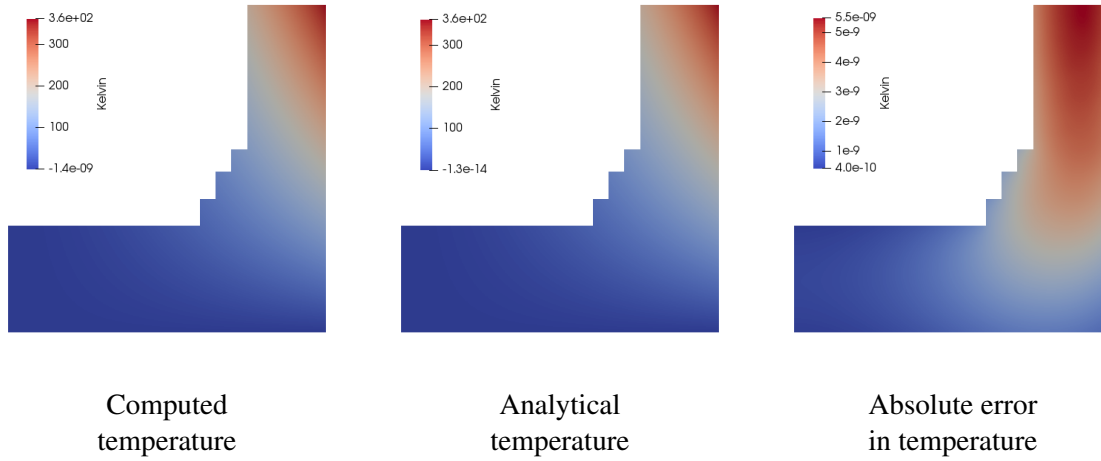 3.6e+02
300
200
100
-1.4e-09
Kelvin
3.6e+02
300
200
100
-1.3e-14
Kelvin
5.5e-09
5e-9
4e-9
3e-9
2e-9
1e-9
4.0e-10
Kelvin
Computed
temperature
Analytical
temperature
Absolute error
in temperature